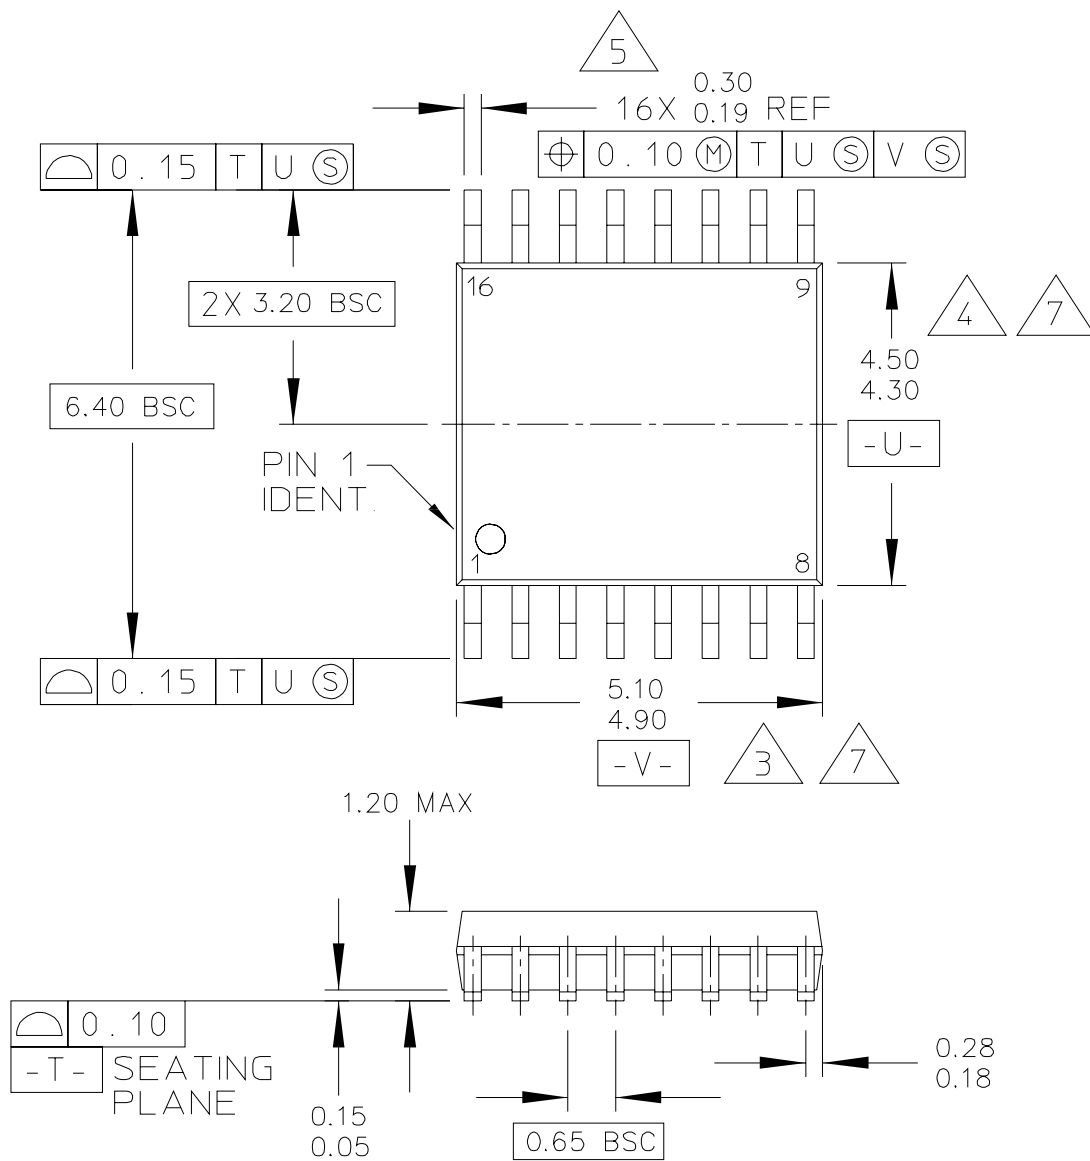 5
0.30
16X 0.19 REF
0.15 T U Ⓢ
⌖ 0.10 Ⓜ T U Ⓢ V Ⓢ
16 9
2X 3.20 BSC
4 7
4.50
4.30
6.40 BSC
-U-
PIN 1
IDENT.
1 8
0.15 T U Ⓢ
5.10
4.90
-V- 3 7
1.20 MAX
0.10
-T- SEATING
PLANE
0.28
0.18
0.15
0.05
0.65 BSC